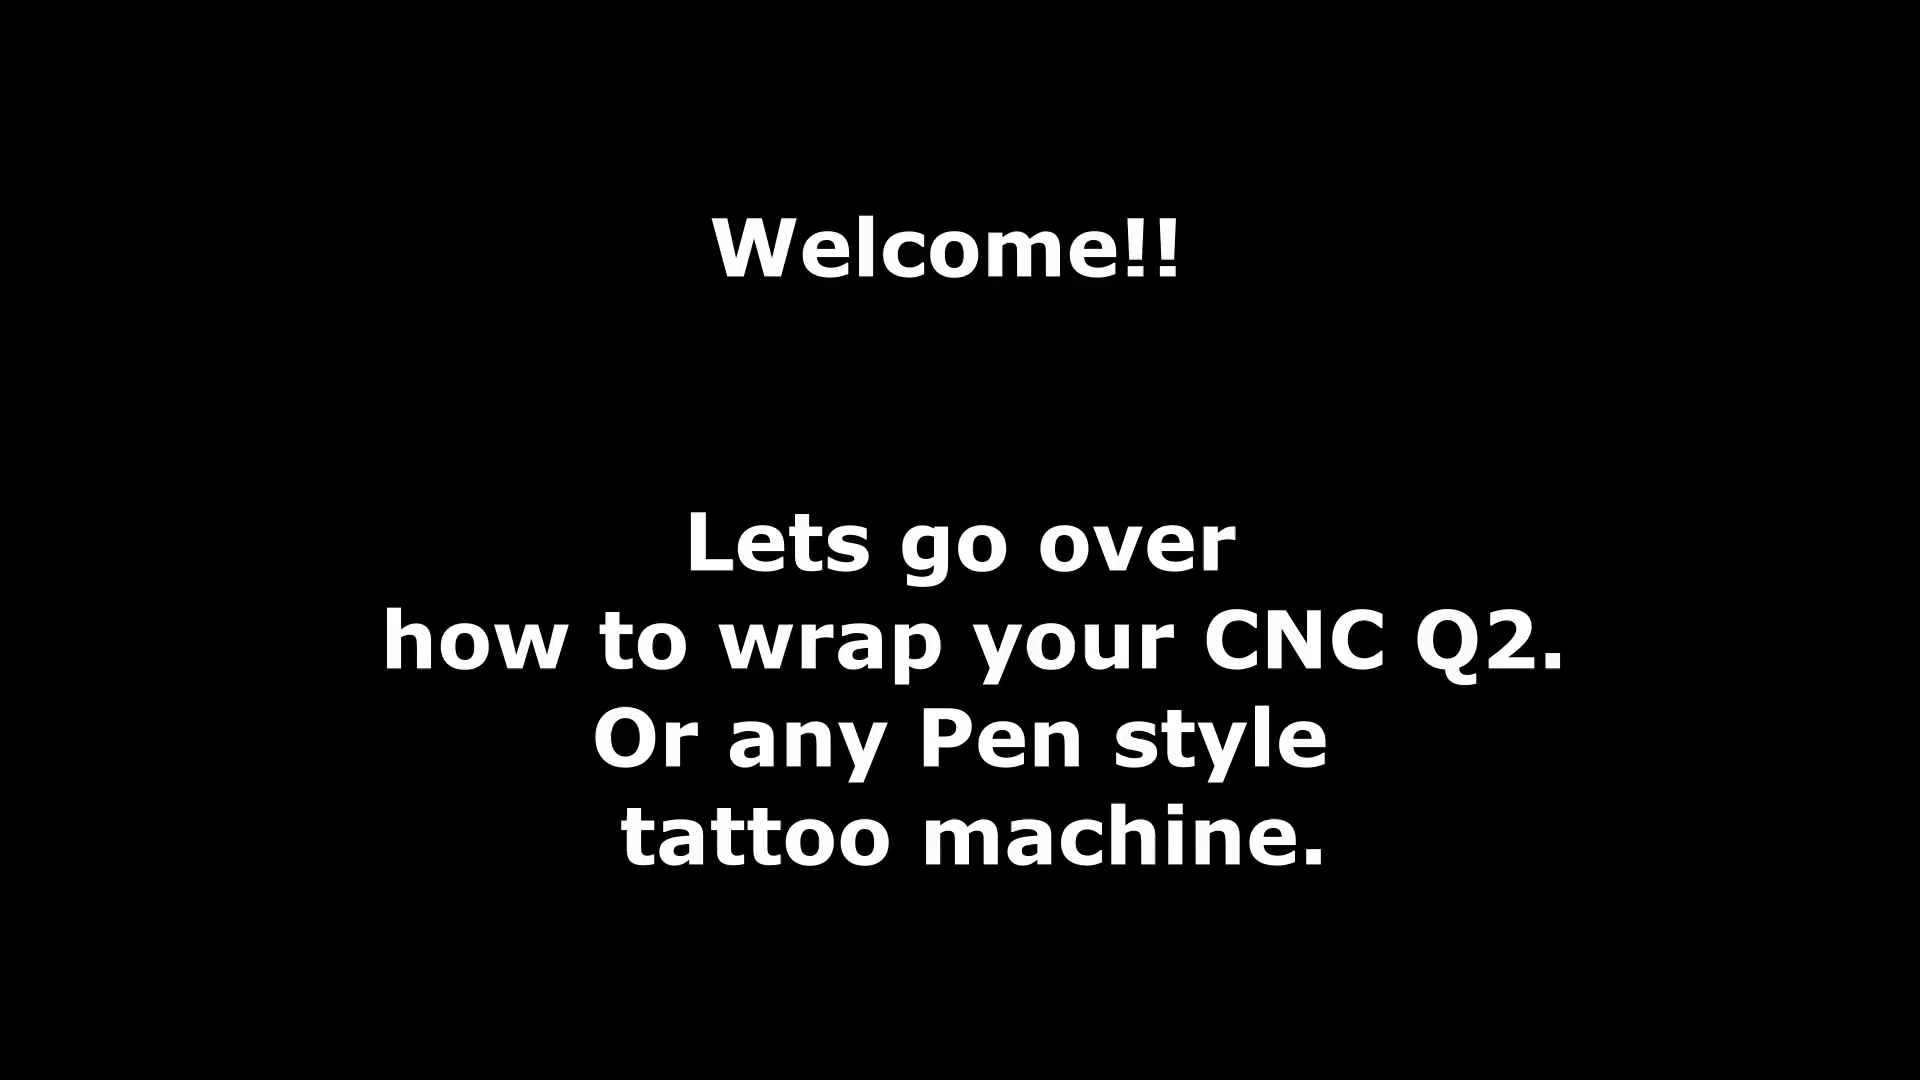 Welcome!!
Lets go over
how to wrap your CNC Q2.
Or any Pen style
tattoo machine.